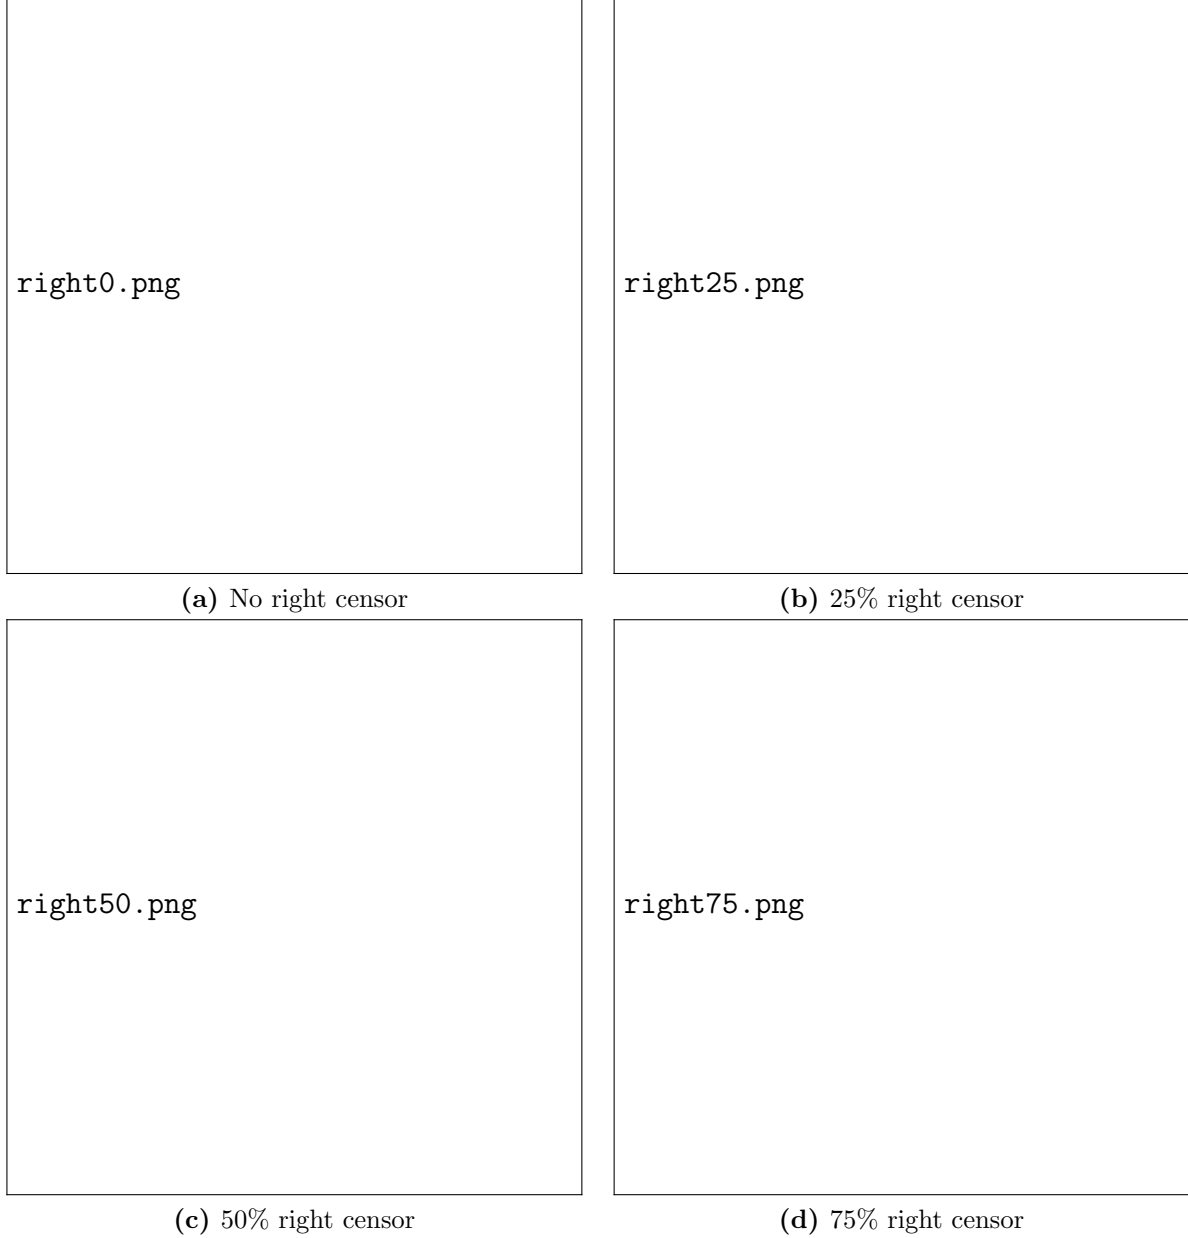 right0.png
right25.png
(a) No right censor
(b) 25% right censor
right50.png
right75.png
(c) 50% right censor
(d) 75% right censor